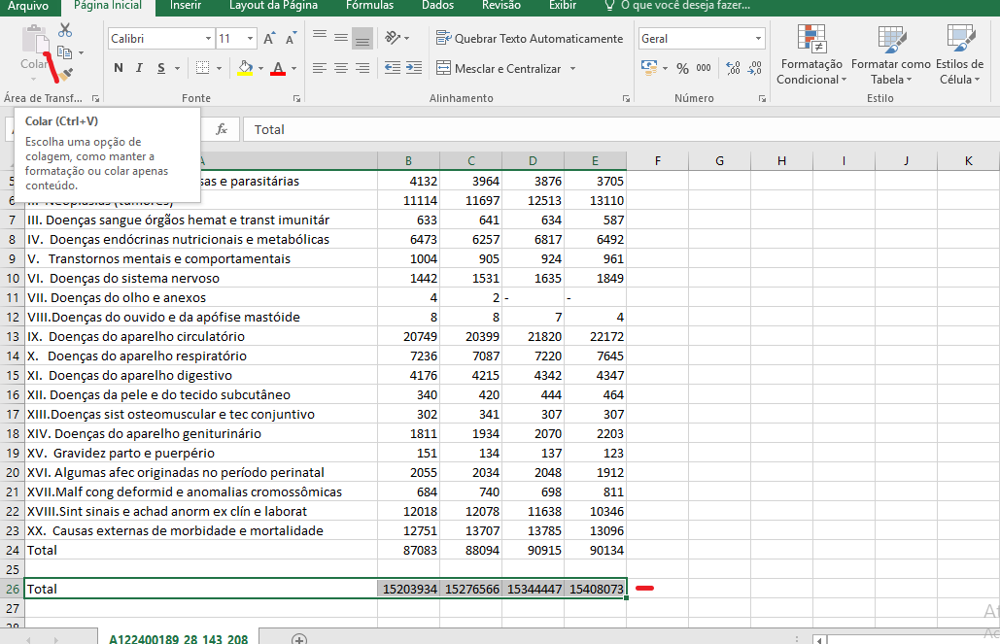 Arquivo Página Inicial Inserir Layout da Página Fórmulas Dados Revisão Exibir O que você deseja fazer...
Colar
Calibri 11 A A
Quebrar Texto Automaticamente
Geral
N I S A
Mesclar e Centralizar
% 000
Formatação Condicional
Formatar como Tabela
Estilos de Célula
Área de Transf... Fonte Alinhamento Número Estilo
Colar (Ctrl+V)
Escolha uma opção de
colagem, como manter a
formatação ou colar apenas
conteúdo.
fx Total
A B C D E F G H I J K
5 sas e parasitárias 4132 3964 3876 3705
6 Neoplasias (tumores) 11114 11697 12513 13110
7 III. Doenças sangue órgãos hemat e transt imunitár 633 641 634 587
8 IV. Doenças endócrinas nutricionais e metabólicas 6473 6257 6817 6492
9 V. Transtornos mentais e comportamentais 1004 905 924 961
10 VI. Doenças do sistema nervoso 1442 1531 1635 1849
11 VII. Doenças do olho e anexos 4 2 - -
12 VIII.Doenças do ouvido e da apófise mastóide 8 8 7 4
13 IX. Doenças do aparelho circulatório 20749 20399 21820 22172
14 X. Doenças do aparelho respiratório 7236 7087 7220 7645
15 XI. Doenças do aparelho digestivo 4176 4215 4342 4347
16 XII. Doenças da pele e do tecido subcutâneo 340 420 444 464
17 XIII.Doenças sist osteomuscular e tec conjuntivo 302 341 307 307
18 XIV. Doenças do aparelho geniturinário 1811 1934 2070 2203
19 XV. Gravidez parto e puerpério 151 134 137 123
20 XVI. Algumas afec originadas no período perinatal 2055 2034 2048 1912
21 XVII.Malf cong deformid e anomalias cromossômicas 684 740 698 811
22 XVIII.Sint sinais e achad anorm ex clín e laborat 12018 12078 11638 10346
23 XX. Causas externas de morbidade e mortalidade 12751 13707 13785 13096
24 Total 87083 88094 90915 90134
25
26 Total 15203934 15276566 15344447 15408073
27
28
A122400189_28_143_208